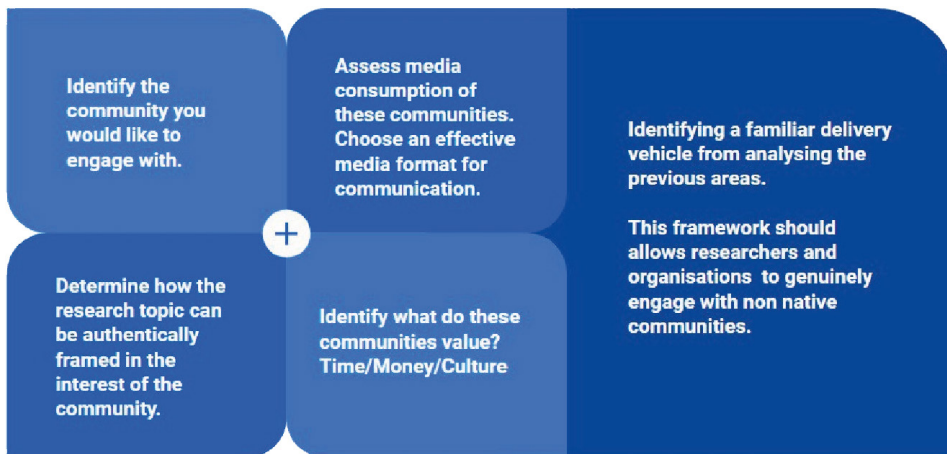 Identify the
community you
would like to
engage with.
Assess media
consumption of
these communities.
Choose an effective
media format for
communication.
Determine how the
research topic can
be authentically
framed in the
interest of the
community.
Identify what do these
communities value?
Time/Money/Culture
Identifying a familiar delivery
vehicle from analysing the
previous areas.
This framework should
allows researchers and
organisations  to genuinely
engage with non native
communities.